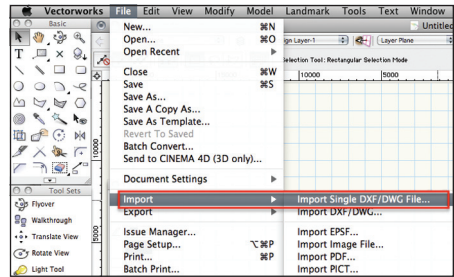 Vectorworks File Edit View Modify Model Landmark Tools Text Window
Basic
Untitled
New... ⌘N
Open... ⌘O
Open Recent
Close ⌘W
Save ⌘S
Save As...
Save A Copy As...
Save As Template...
Revert To Saved
Batch Convert...
Send to CINEMA 4D (3D only)...
Document Settings
Import
Export
Issue Manager...
Page Setup... ⌥⌘P
Print... ⌘P
Batch Print...
Import Single DXF/DWG File...
Import DXF/DWG...
Import EPSF...
Import Image File...
Import PDF...
Import PICT...
ign Layer-1
Layer Plane
Selection Tool: Rectangular Selection Mode
10000
5000
10000
5000
Tool Sets
Flyover
Walkthrough
Translate View
Rotate View
Light Tool